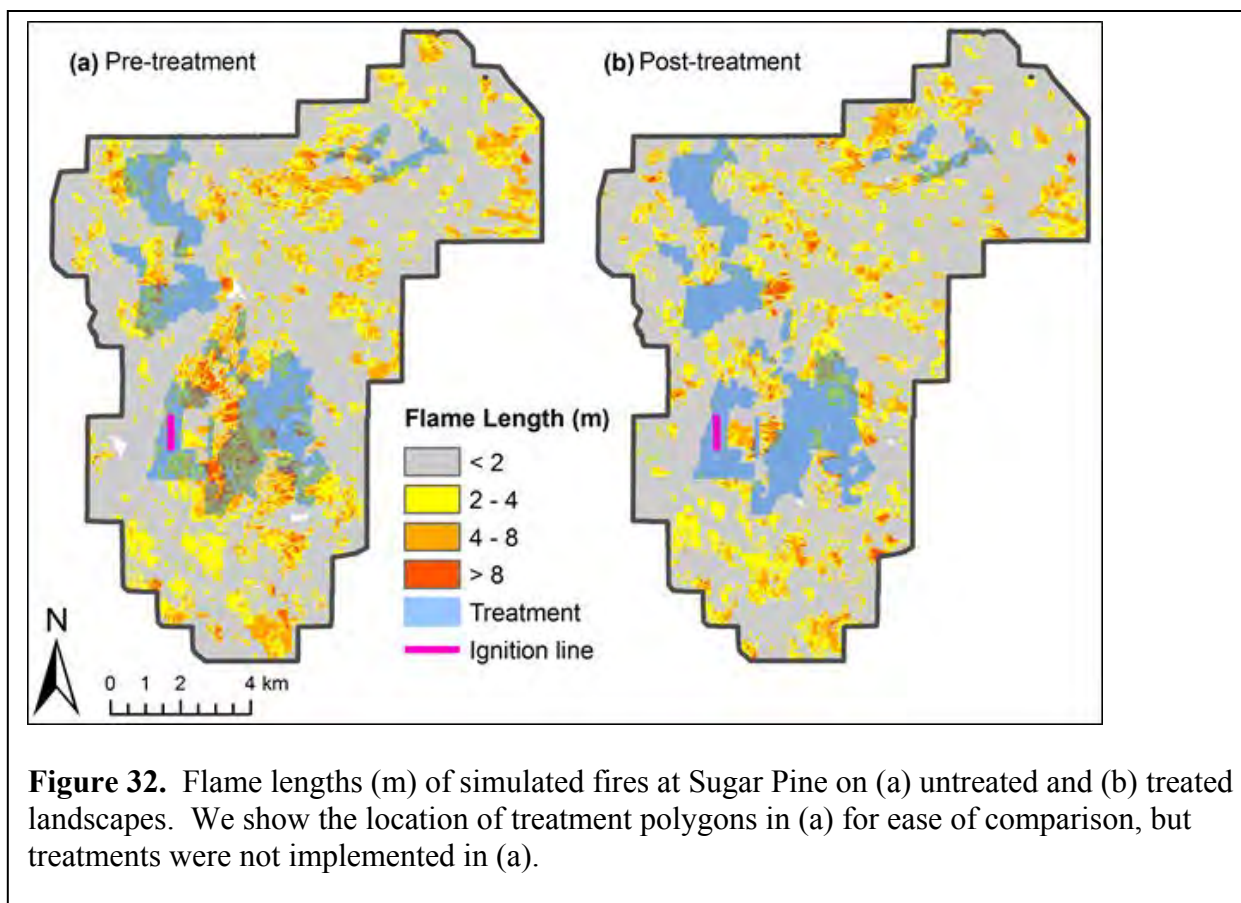 (a) Pre-treatment
(b) Post-treatment
Flame Length (m)
< 2
2 - 4
4 - 8
> 8
Treatment
Ignition line
N
0 1 2 4 km
Figure 32. Flame lengths (m) of simulated fires at Sugar Pine on (a) untreated and (b) treated
landscapes. We show the location of treatment polygons in (a) for ease of comparison, but
treatments were not implemented in (a).